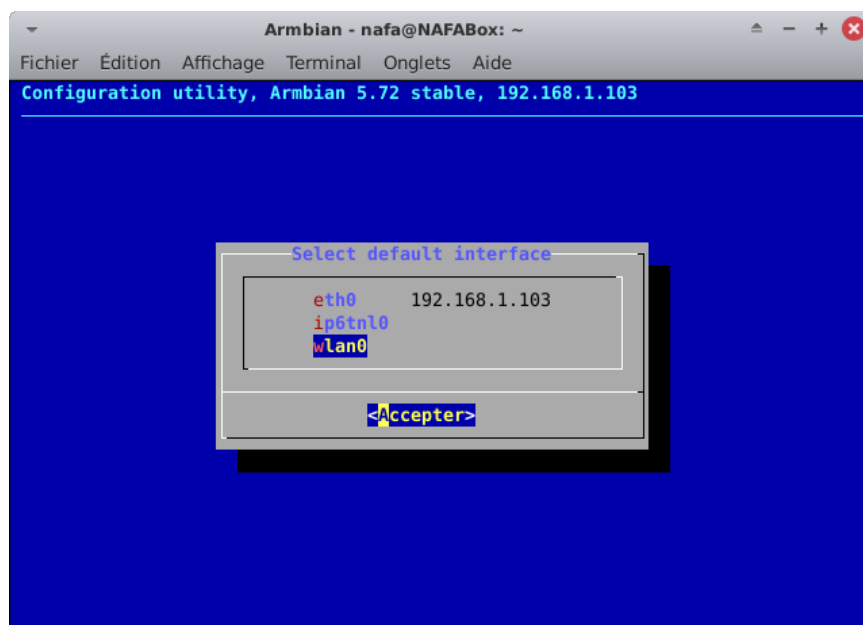 Armbian - nafa@NAFABox: ~
Fichier Édition Affichage Terminal Onglets Aide
Configuration utility, Armbian 5.72 stable, 192.168.1.103
Select default interface
eth0 192.168.1.103
ip6tnl0
wlan0
<Accepter>